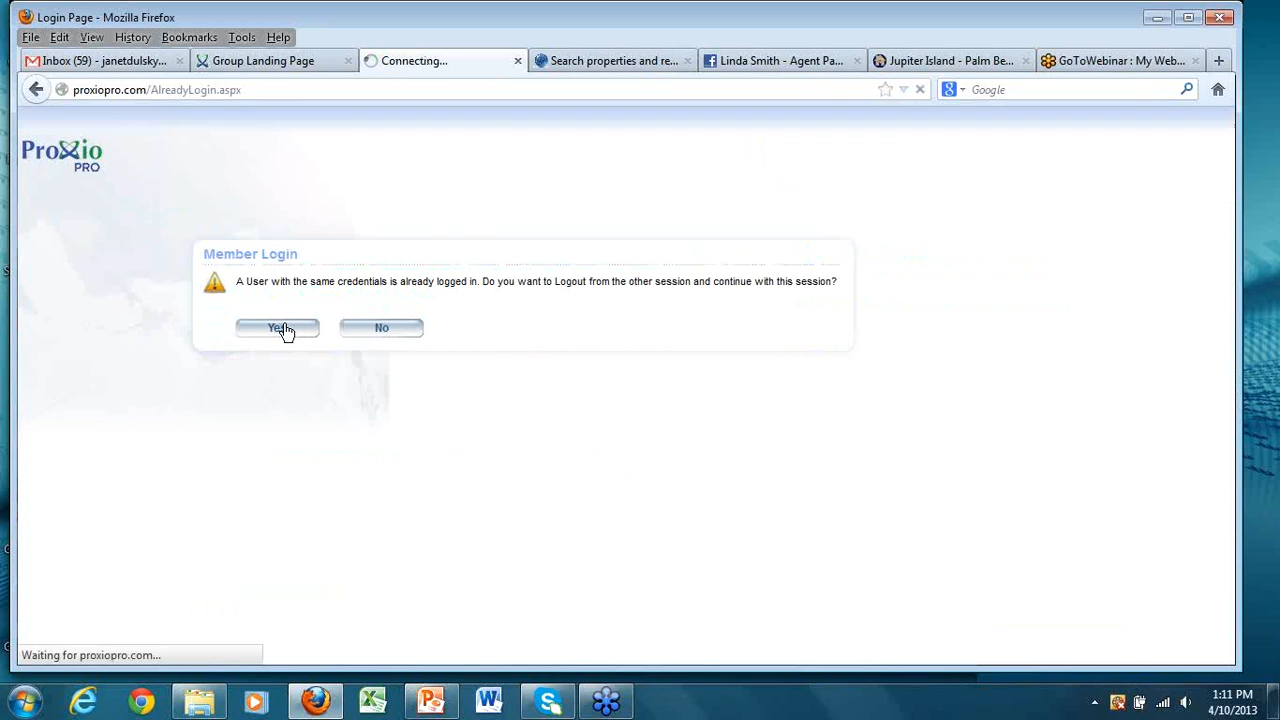 Login Page - Mozilla Firefox
File Edit View History Bookmarks Tools Help
Inbox (59) - janetdulsky... Group Landing Page Connecting... Search properties and re... Linda Smith - Agent Pa... Jupiter Island - Palm Be... GoToWebinar : My Web...
proxiopro.com/AlreadyLogin.aspx Google
Proxio
PRO
Member Login
A User with the same credentials is already logged in. Do you want to Logout from the other session and continue with this session?
Yes No
Waiting for proxiopro.com...
1:11 PM
4/10/2013